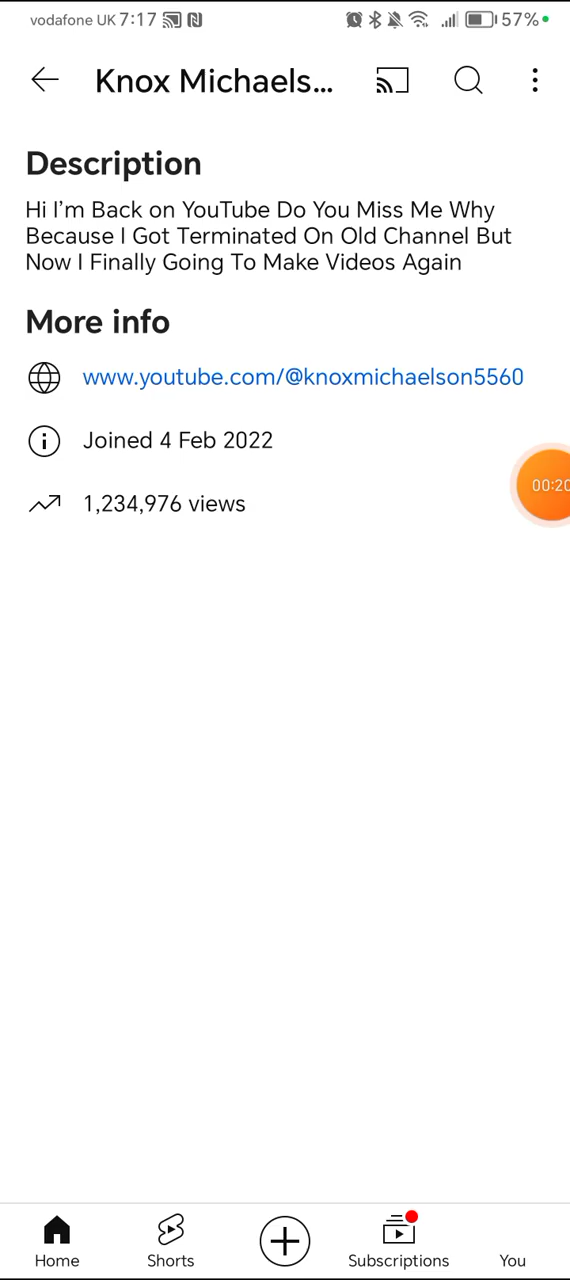 vodafone UK 7:17 57%
Knox Michaels...
Description
Hi I'm Back on YouTube Do You Miss Me Why
Because I Got Terminated On Old Channel But
Now I Finally Going To Make Videos Again
More info
www.youtube.com/@knoxmichaelson5560
Joined 4 Feb 2022
00:20
1,234,976 views
Home Shorts Subscriptions You